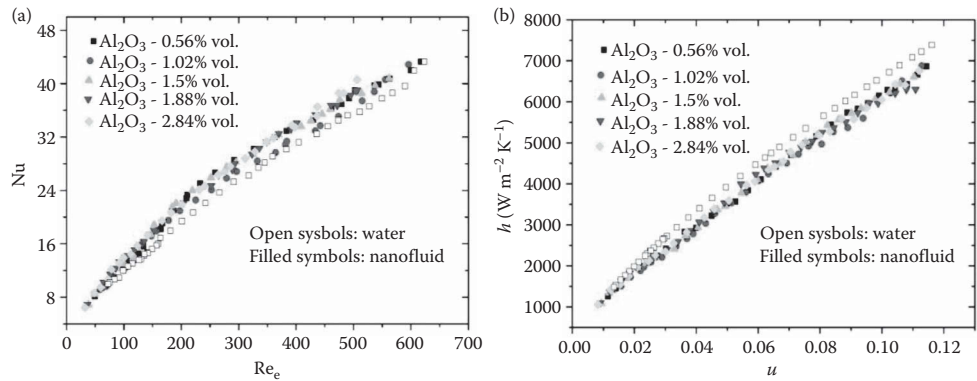 (a)
48
40
32
24
16
8
Nu
Al₂O₃ - 0.56% vol.
Al₂O₃ - 1.02% vol.
Al₂O₃ - 1.5% vol.
Al₂O₃ - 1.88% vol.
Al₂O₃ - 2.84% vol.
Open sysbols: water
Filled symbols: nanofluid
0 100 200 300 400 500 600 700
Reₑ
(b)
8000
7000
6000
5000
4000
3000
2000
1000
h (W m⁻² K⁻¹)
Al₂O₃ - 0.56% vol.
Al₂O₃ - 1.02% vol.
Al₂O₃ - 1.5% vol.
Al₂O₃ - 1.88% vol.
Al₂O₃ - 2.84% vol.
Open sysbols: water
Filled symbols: nanofluid
0.00 0.02 0.04 0.06 0.08 0.10 0.12
u